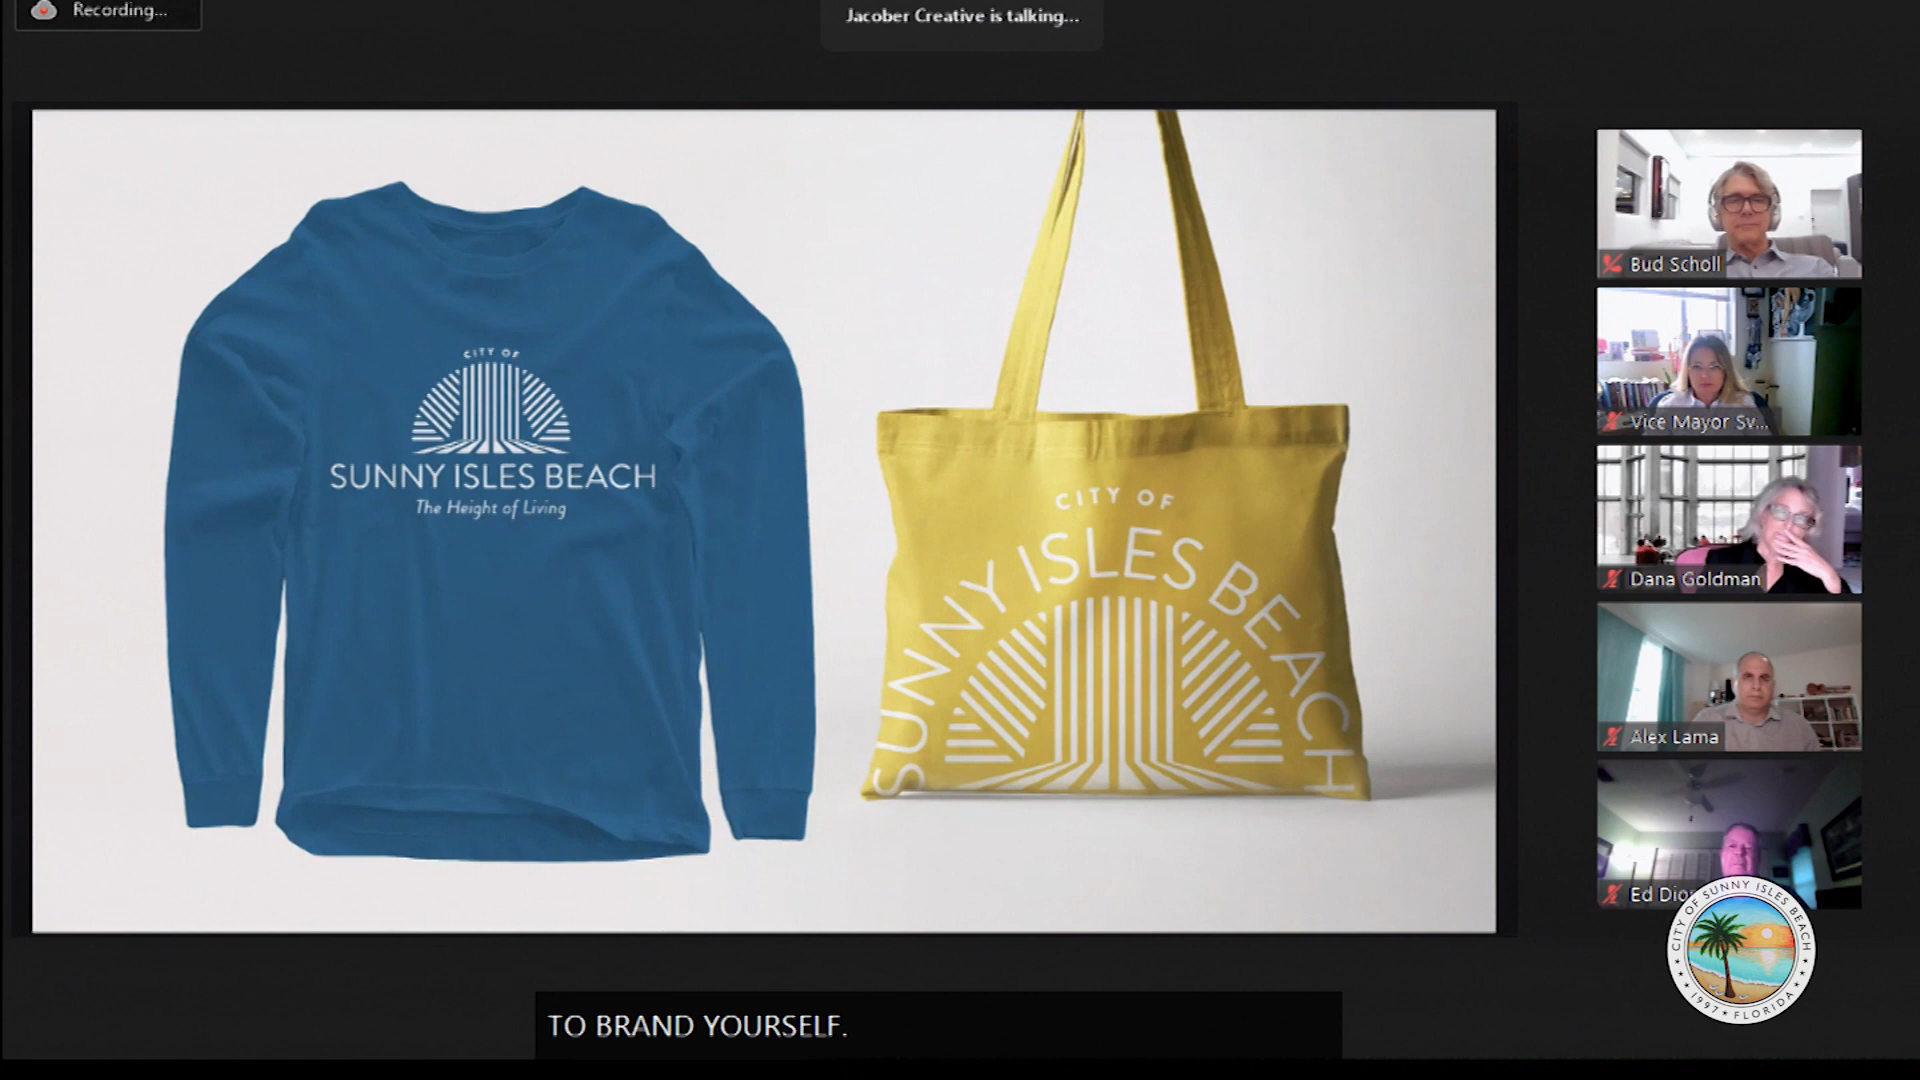 Recording...
Jacober Creative is talking...
CITY OF
SUNNY ISLES BEACH
The Height of Living
CITY OF
SUNNY ISLES BEACH
Bud Scholl
Vice Mayor Sv...
Dana Goldman
Alex Lama
Ed Dio
CITY OF SUNNY ISLES BEACH
1997 • FLORIDA
TO BRAND YOURSELF.